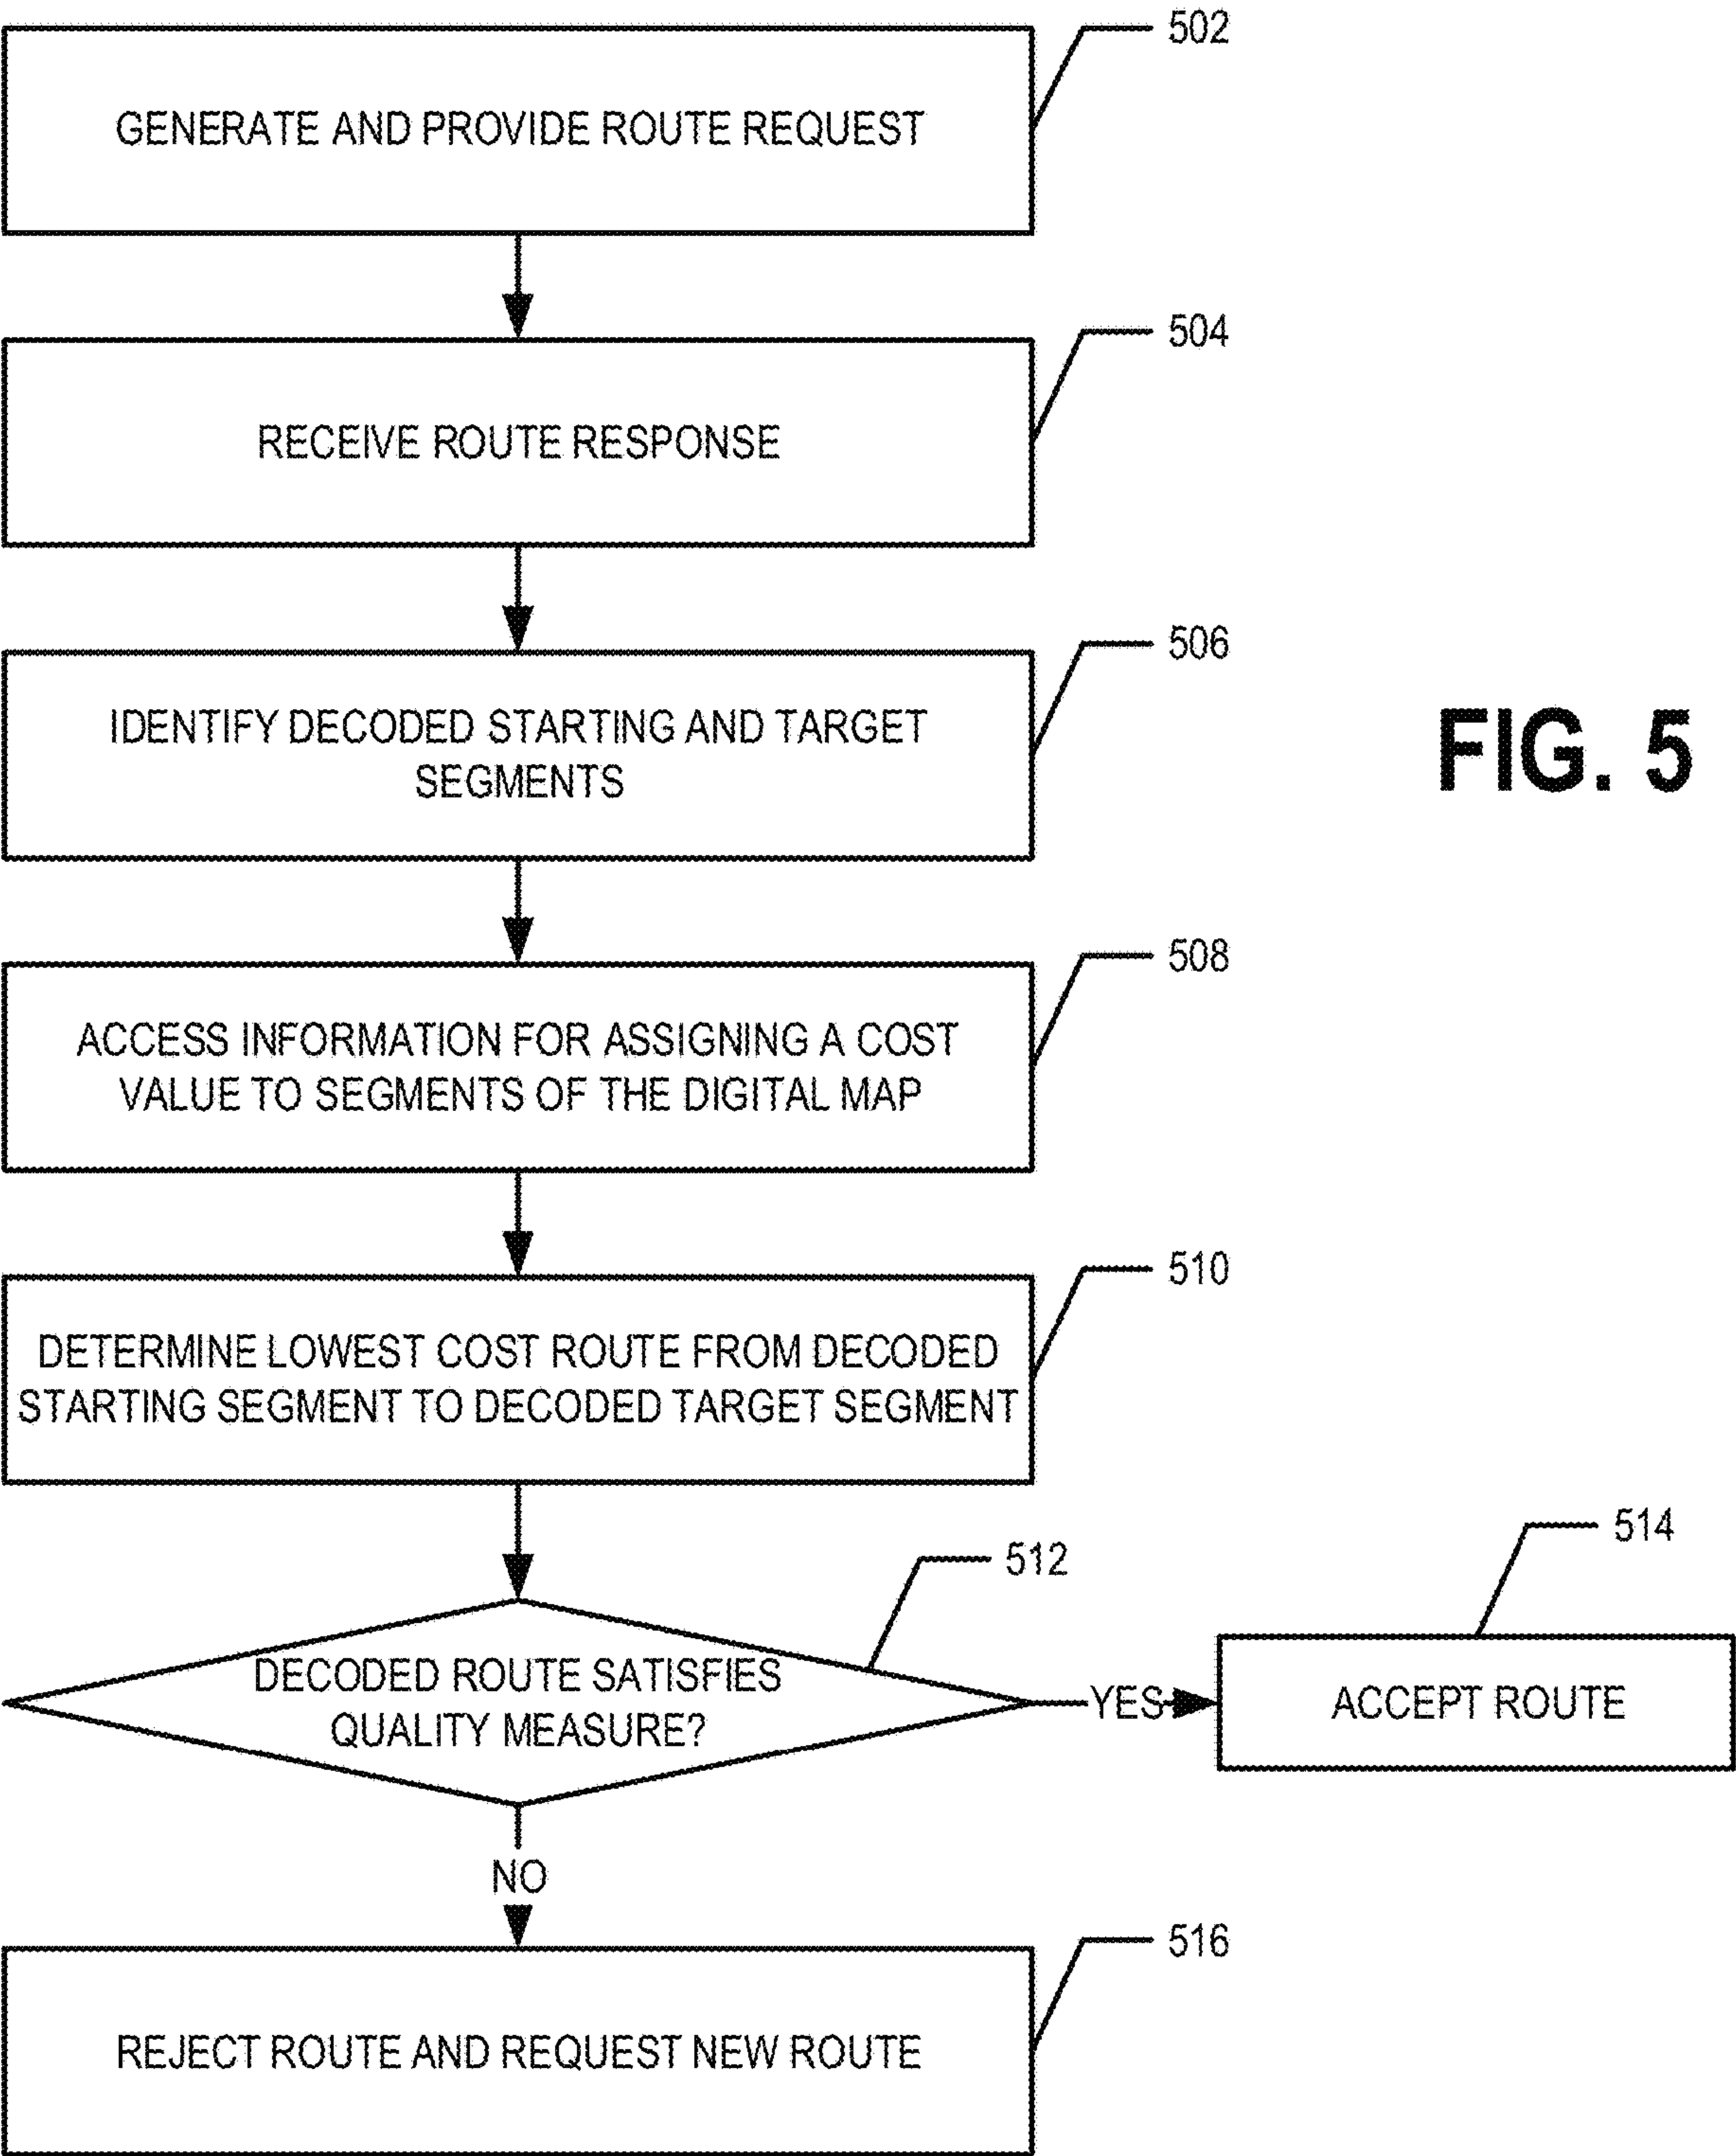 502
GENERATE AND PROVIDE ROUTE REQUEST
504
RECEIVE ROUTE RESPONSE
506
IDENTIFY DECODED STARTING AND TARGET
SEGMENTS
FIG. 5
508
ACCESS INFORMATION FOR ASSIGNING A COST
VALUE TO SEGMENTS OF THE DIGITAL MAP
510
DETERMINE LOWEST COST ROUTE FROM DECODED
STARTING SEGMENT TO DECODED TARGET SEGMENT
512
DECODED ROUTE SATISFIES
QUALITY MEASURE?
YES
514
ACCEPT ROUTE
NO
516
REJECT ROUTE AND REQUEST NEW ROUTE